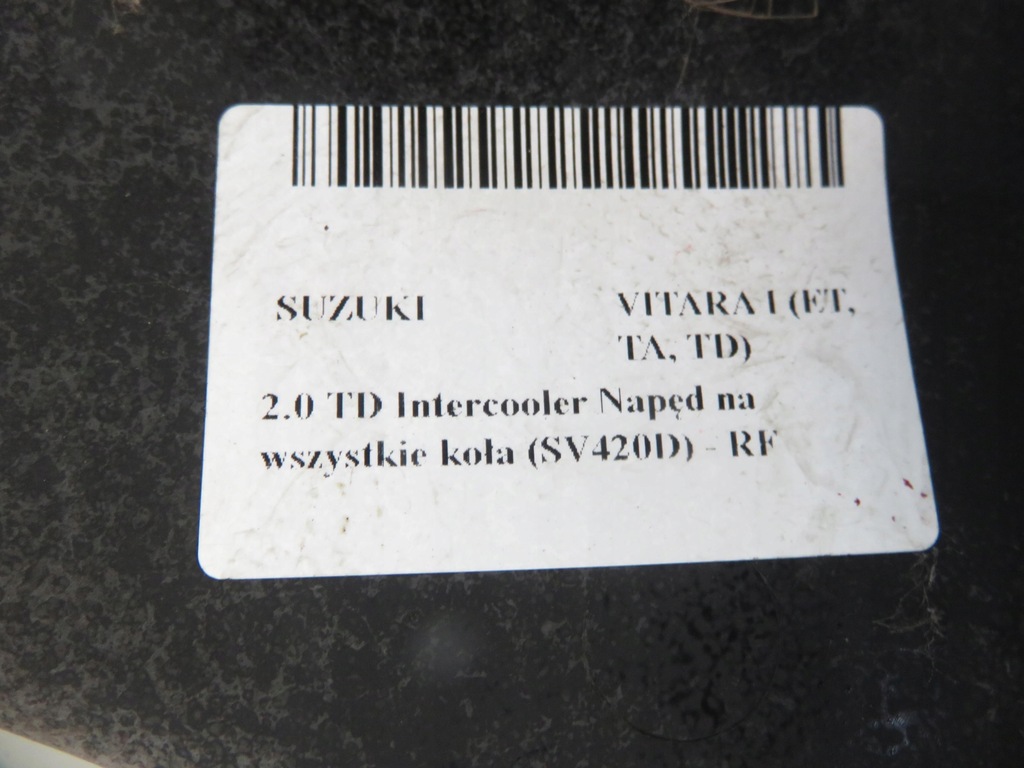 SUZUKI VITARA I (ET,
TA, TD)
2.0 TD Intercooler Napęd na
wszystkie koła (SV420D) - RF